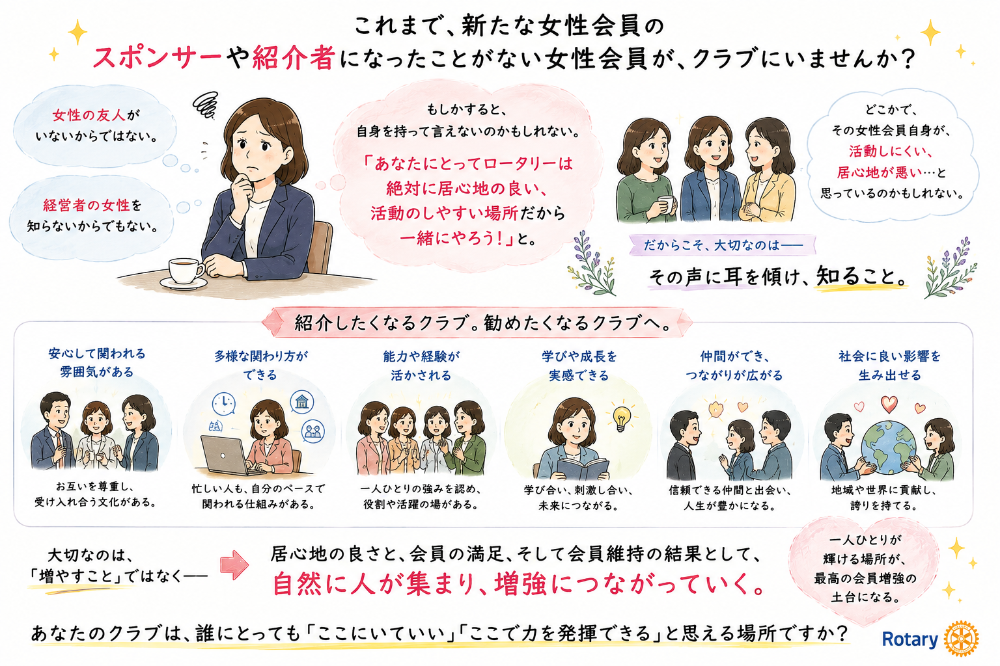 これまで、新たな女性会員の
スポンサーや紹介者になったことがない女性会員が、クラブにいませんか？
女性の友人が
いないからではない。
経営者の女性を
知らないからでもない。
もしかすると、
自身を持って言えないのかもしれない。
「あなたにとってロータリーは
絶対に居心地の良い、
活動のしやすい場所だから
一緒にやろう！」と。
どこかで、
その女性会員自身が、
活動しにくい、
居心地が悪い…と
思っているのかもしれない。
だからこそ、大切なのは——
その声に耳を傾け、知ること。
紹介したくなるクラブ。勧めたくなるクラブへ。
安心して関われる
雰囲気がある
お互いを尊重し、
受け入れ合う文化がある。
多様な関わり方が
できる
忙しい人も、自分のペースで
関われる仕組みがある。
能力や経験が
活かされる
一人ひとりの強みを認め、
役割や活躍の場がある。
学びや成長を
実感できる
学び合い、刺激し合い、
未来につながる。
仲間ができ、
つながりが広がる
信頼できる仲間と出会い、
人生が豊かになる。
社会に良い影響を
生み出せる
地域や世界に貢献し、
誇りを持てる。
大切なのは、
「増やすこと」ではなく——
居心地の良さと、会員の満足、そして会員維持の結果として、
自然に人が集まり、増強につながっていく。
一人ひとりが
輝ける場所が、
最高の会員増強の
土台になる。
あなたのクラブは、誰にとっても「ここにいていい」「ここで力を発揮できる」と思える場所ですか？
Rotary